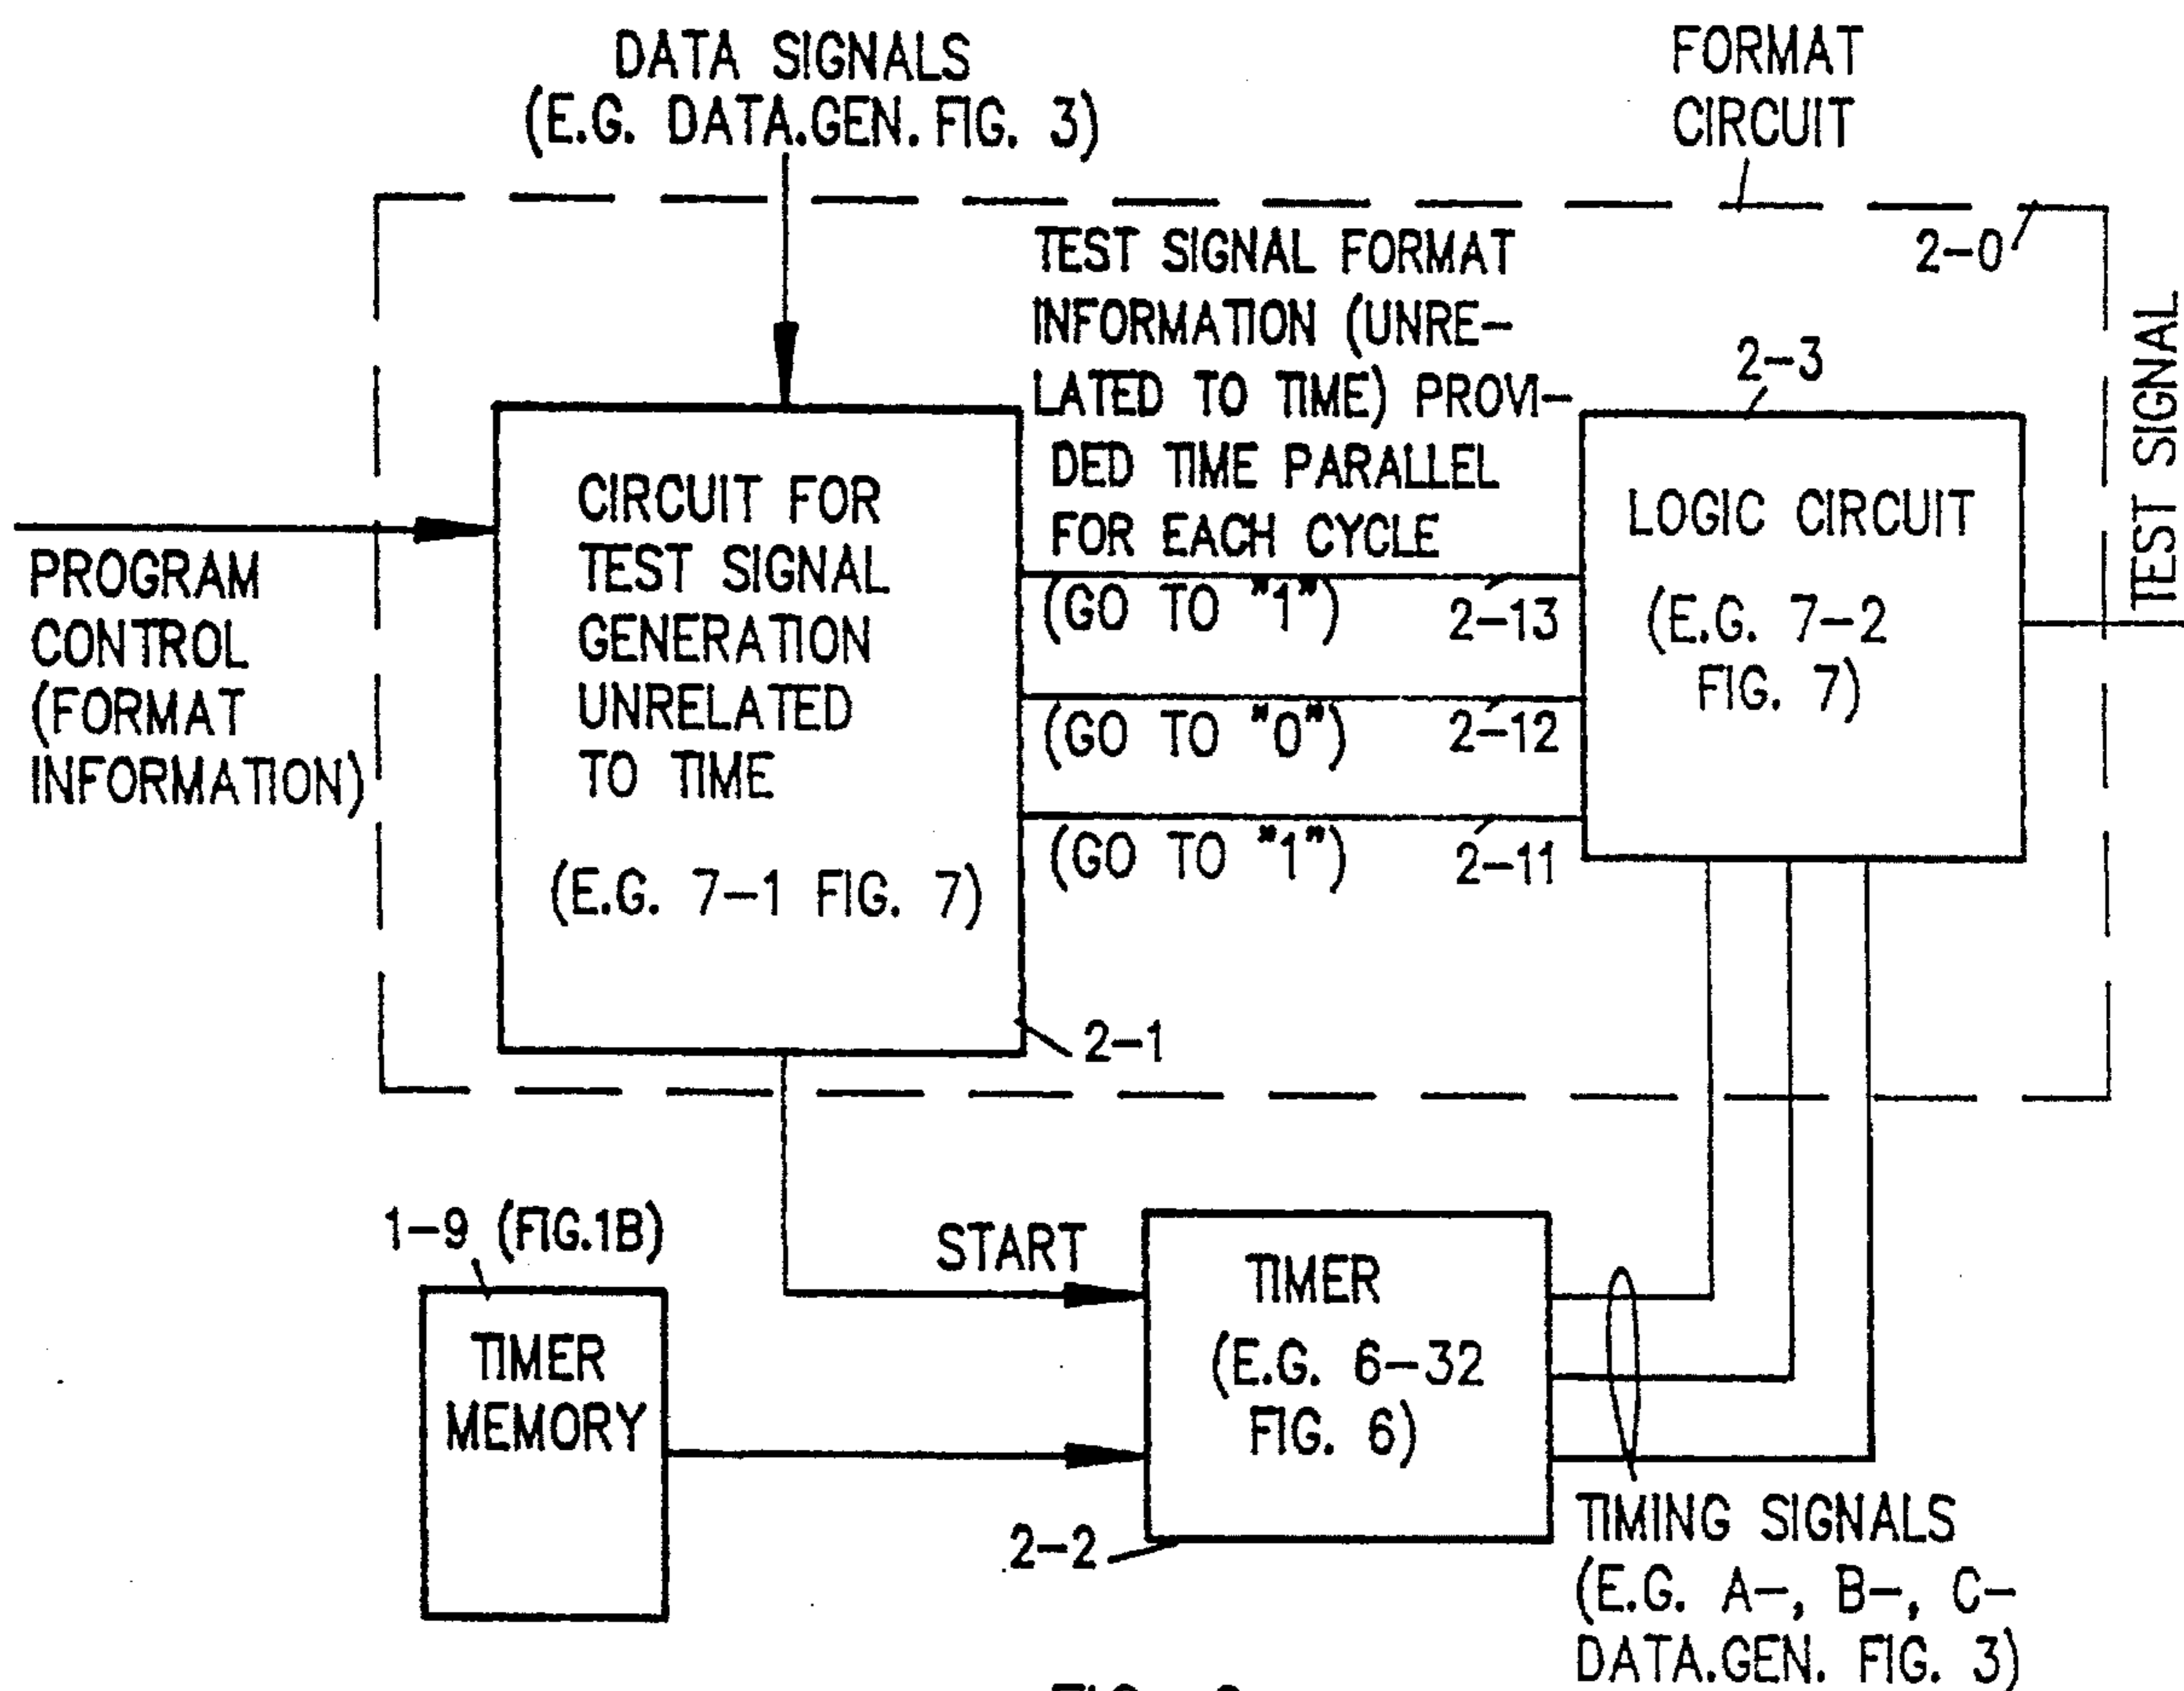 DATA SIGNALS
(E.G. DATA.GEN. FIG. 3)
FORMAT
CIRCUIT
2-0
TEST SIGNAL FORMAT
INFORMATION (UNRE-
LATED TO TIME) PROVI-
DED TIME PARALLEL
FOR EACH CYCLE
2-3
TEST SIGNAL
CIRCUIT FOR
TEST SIGNAL
GENERATION
UNRELATED
TO TIME
(E.G. 7-1 FIG. 7)
LOGIC CIRCUIT
(E.G. 7-2
FIG. 7)
PROGRAM
CONTROL
(FORMAT
INFORMATION)
(GO TO "1") 2-13
(GO TO "0") 2-12
(GO TO "1") 2-11
2-1
1-9 (FIG.1B)
START
TIMER
MEMORY
TIMER
(E.G. 6-32
FIG. 6)
2-2
TIMING SIGNALS
(E.G. A-, B-, C-
DATA.GEN. FIG. 3)